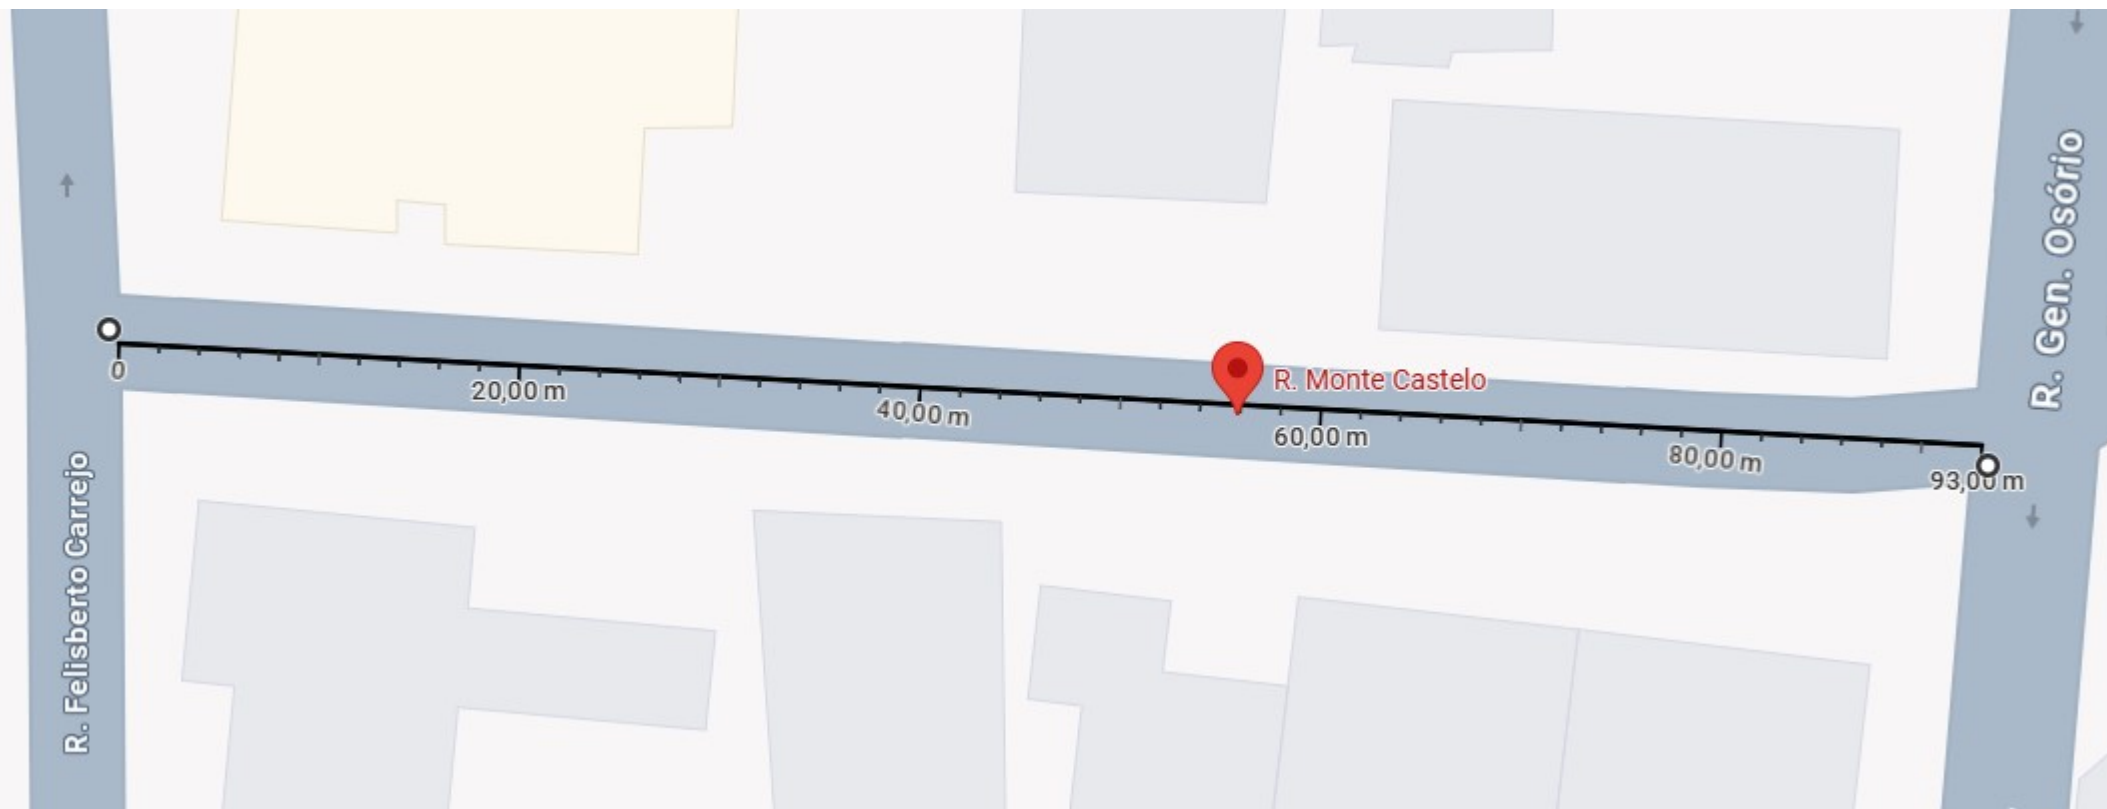 R. Gen. Osório
R. Monte Castelo
0
20,00 m
40,00 m
60,00 m
80,00 m
93,00 m
R. Felisberto Carrejo